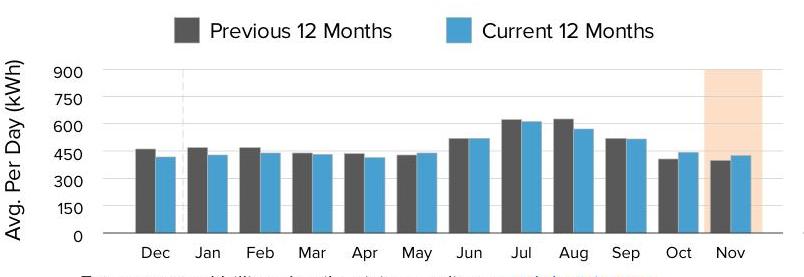 Previous 12 Months Current 12 Months
Avg. Per Day (kWh)
900
750
600
450
300
150
0
Dec Jan Feb Mar Apr May Jun Jul Aug Sep Oct Nov